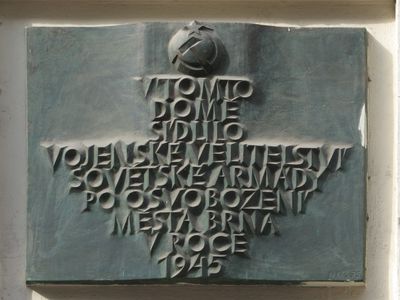 V TOMTO
DOMĚ
SÍDLILO
VOJENSKÉ VELITELSTVÍ
SOVĚTSKÉ ARMÁDY
PO OSVOBOZENÍ
MĚSTA BRNA
V ROCE
1945